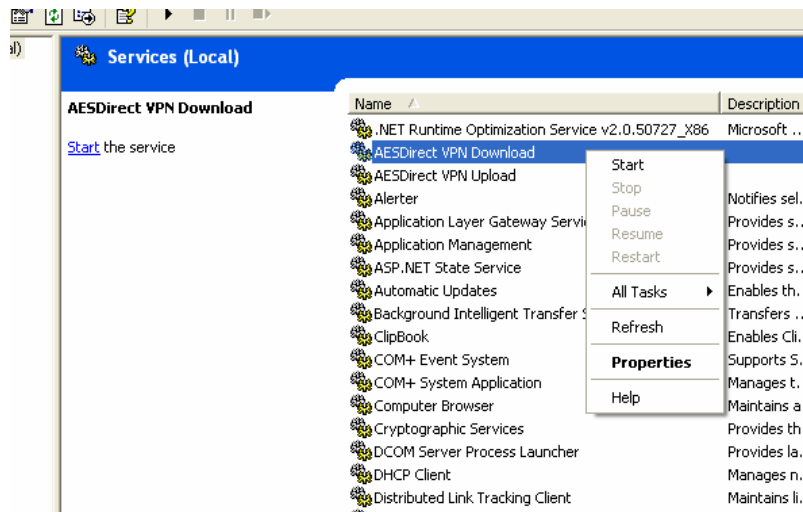 al)
Services (Local)
AESDirect VPN Download
Start the service
Name Description
.NET Runtime Optimization Service v2.0.50727_X86 Microsoft ..
AESDirect VPN Download
AESDirect VPN Upload
Alerter Notifies sel.
Application Layer Gateway Servi Provides s..
Application Management Provides s..
ASP.NET State Service Provides s..
Automatic Updates Enables th.
Background Intelligent Transfer S Transfers ..
ClipBook Enables Cli.
COM+ Event System Supports S.
COM+ System Application Manages t.
Computer Browser Maintains a
Cryptographic Services Provides th
DCOM Server Process Launcher Provides la.
DHCP Client Manages n.
Distributed Link Tracking Client Maintains li.
Start
Stop
Pause
Resume
Restart
All Tasks
Refresh
Properties
Help